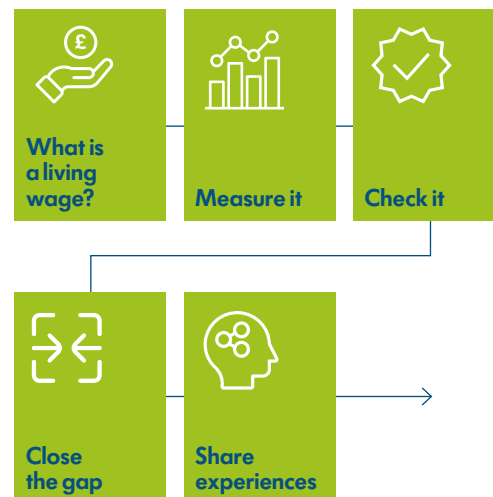 £
What is
a living
wage?
Measure it
Check it
Close
the gap
Share
experiences